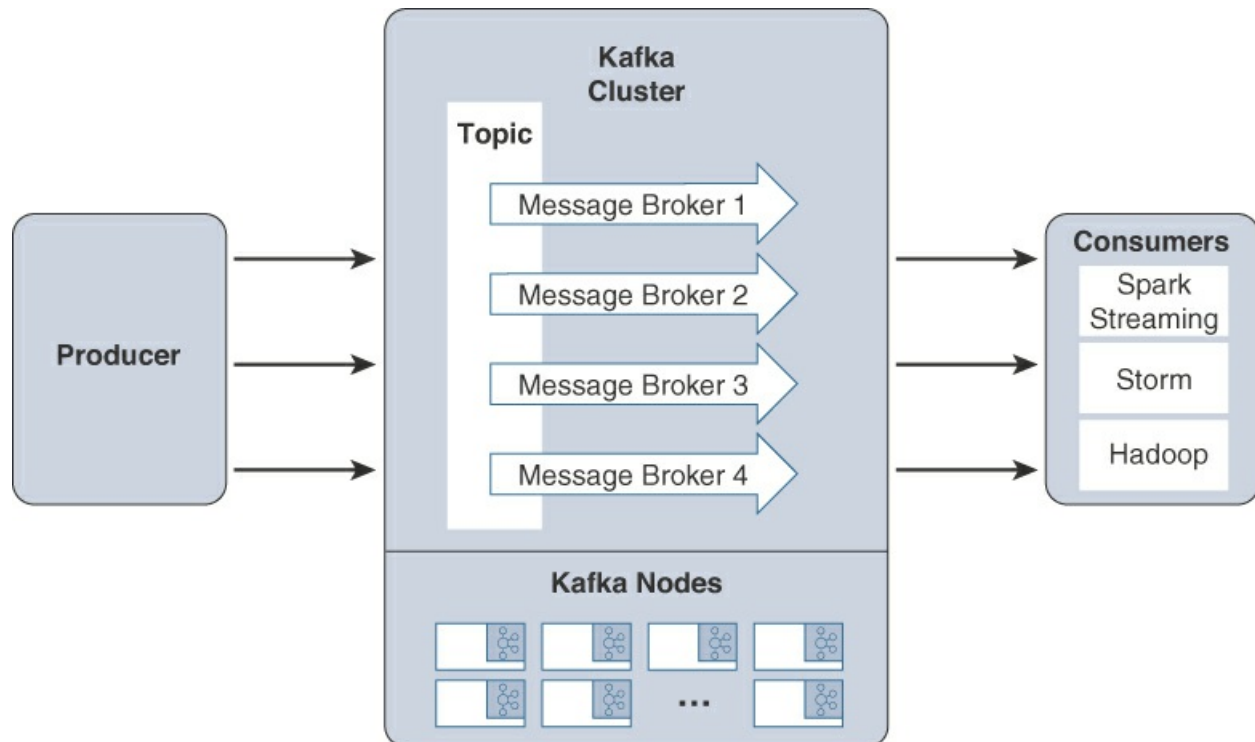 Kafka
Cluster
Topic
Message Broker 1
Message Broker 2
Message Broker 3
Message Broker 4
Producer
Consumers
Spark
Streaming
Storm
Hadoop
Kafka Nodes
...